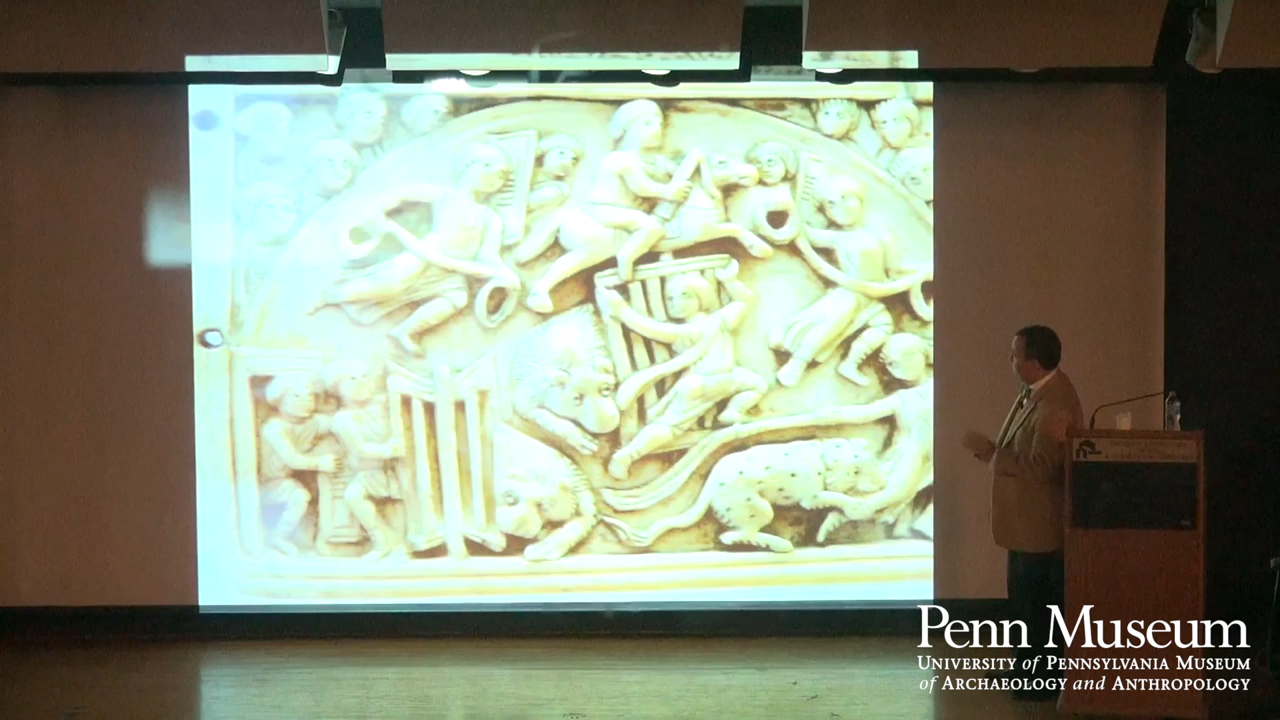 Penn Museum
UNIVERSITY of PENNSYLVANIA MUSEUM
of ARCHAEOLOGY and ANTHROPOLOGY